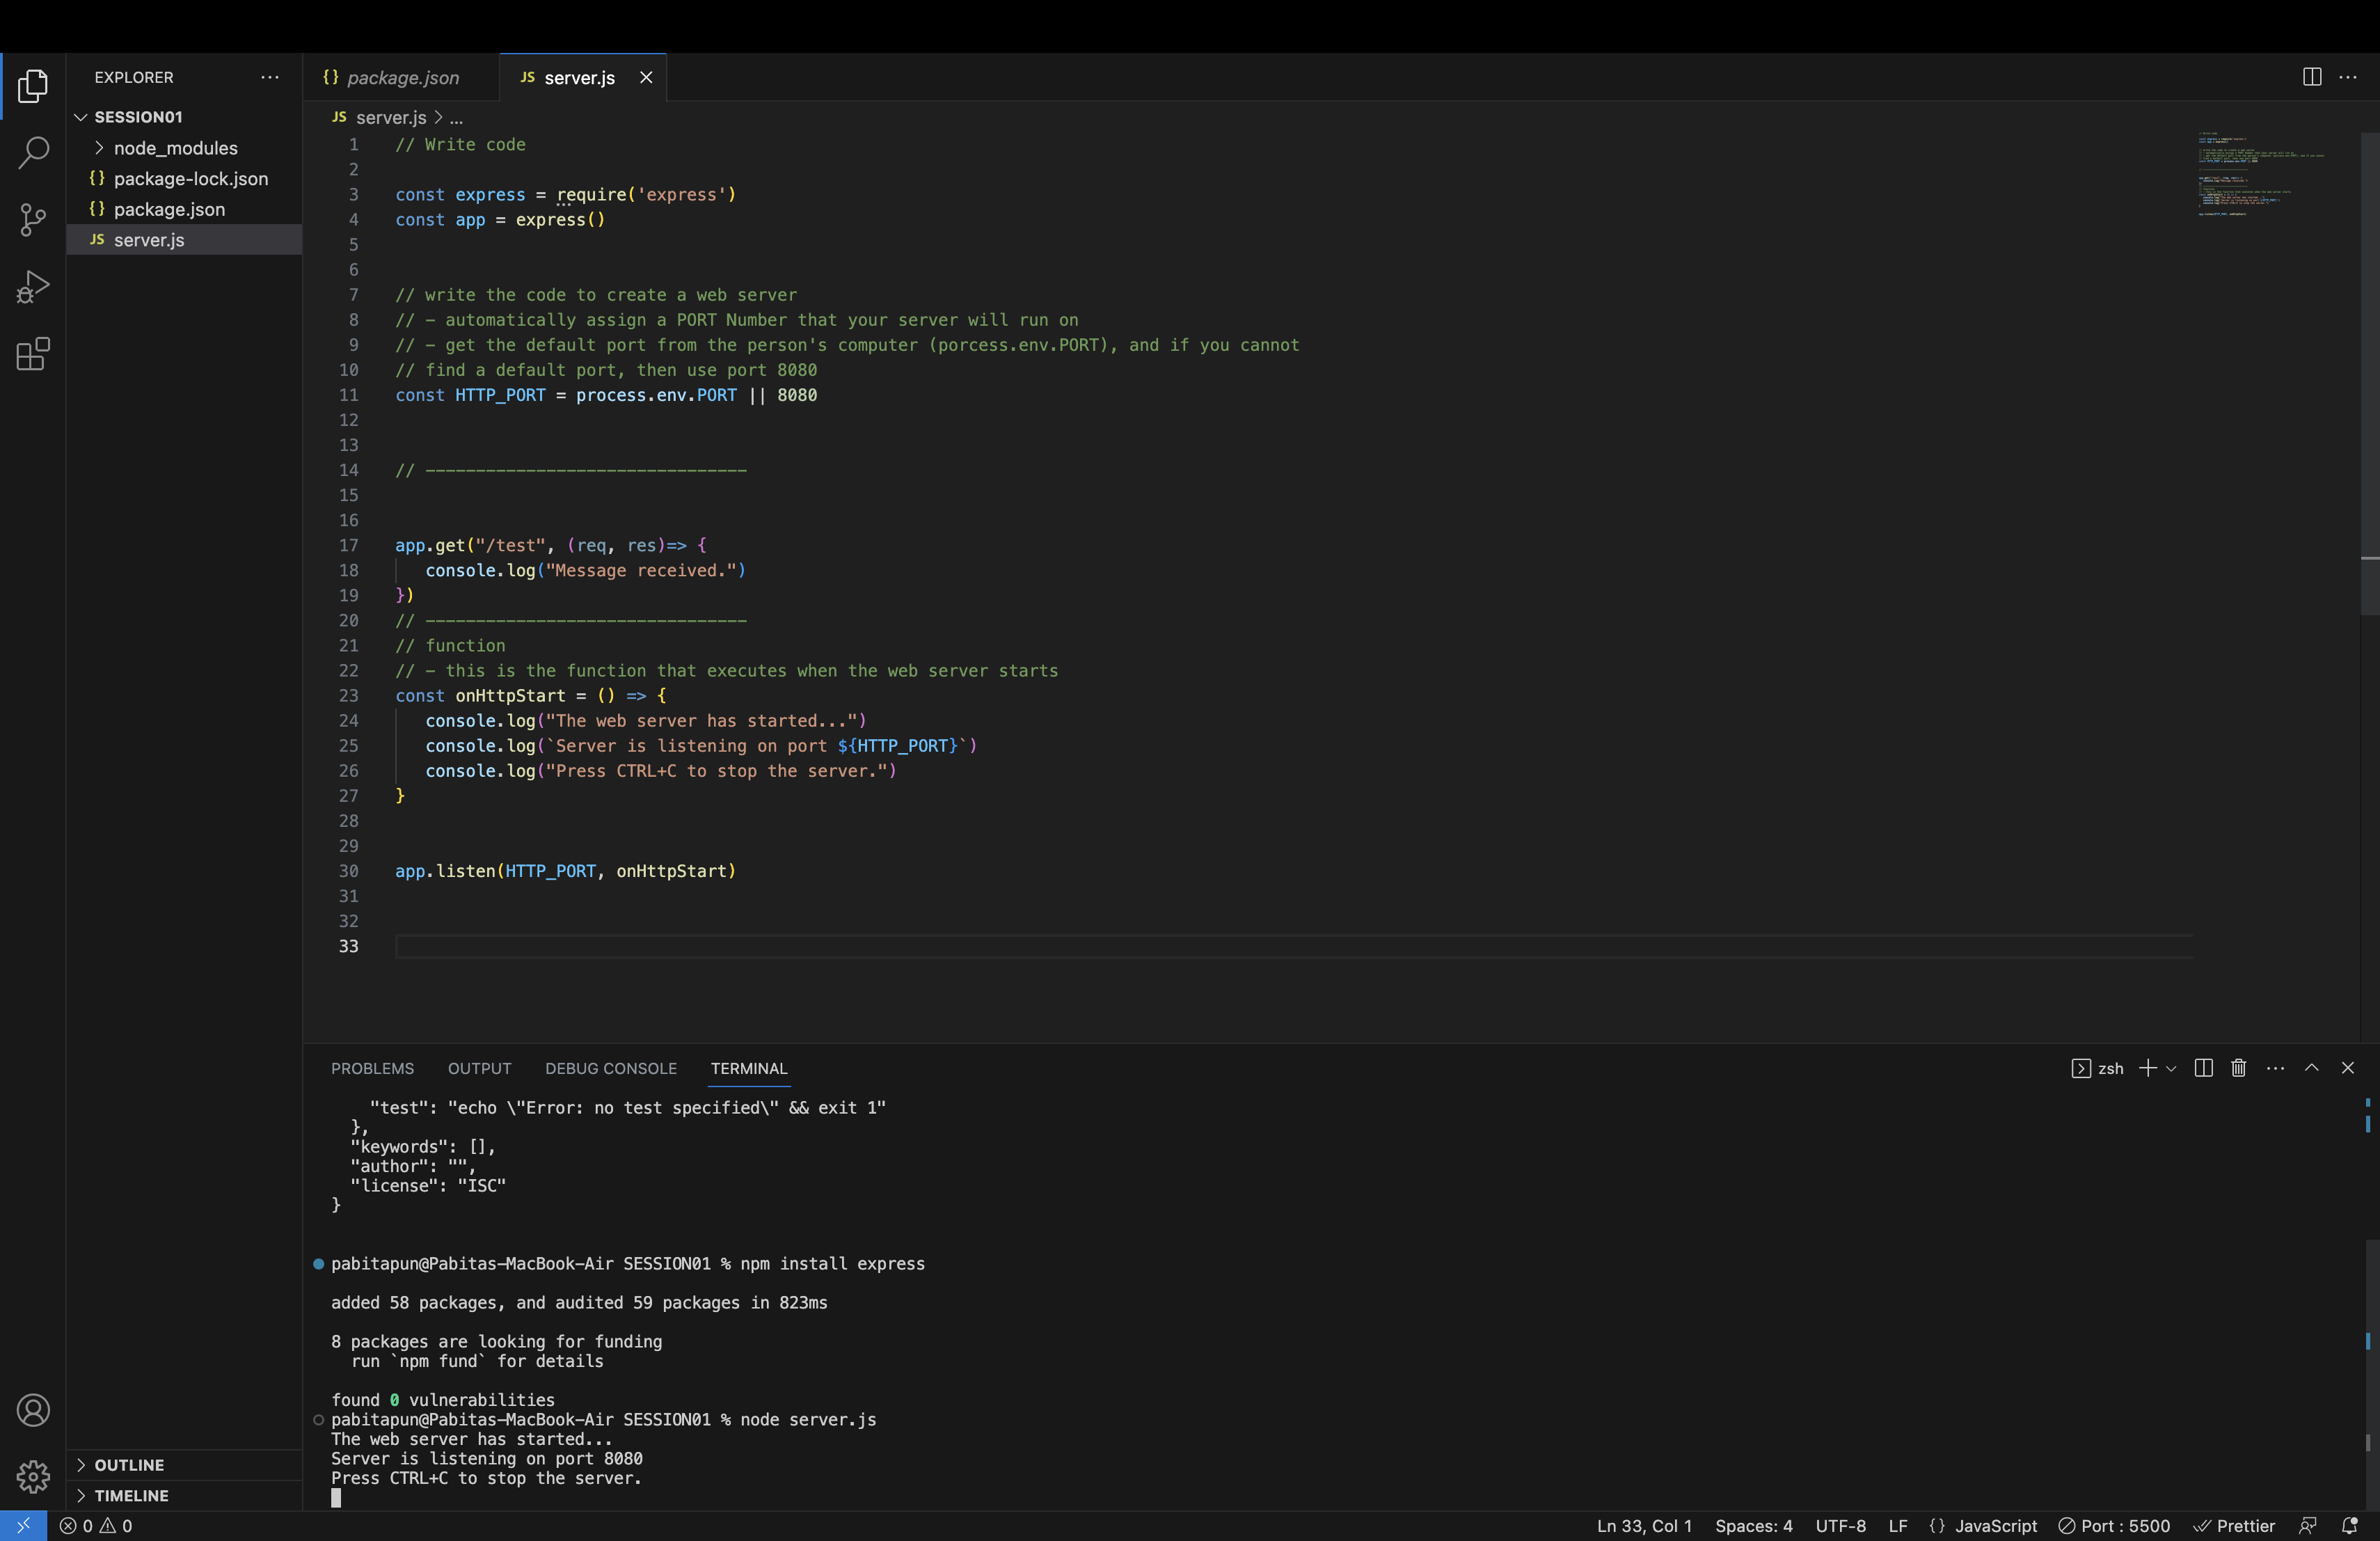 EXPLORER
SESSION01
node_modules
{} package-lock.json
{} package.json
JS server.js
OUTLINE
TIMELINE
{} package.json
JS server.js
JS server.js > ...
1 // Write code
2
3 const express = require('express')
4 const app = express()
5
6
7 // write the code to create a web server
8 // - automatically assign a PORT Number that your server will run on
9 // - get the default port from the person's computer (porcess.env.PORT), and if you cannot
10 // find a default port, then use port 8080
11 const HTTP_PORT = process.env.PORT || 8080
12
13
14 // --------------------------------
15
16
17 app.get("/test", (req, res)=> {
18 console.log("Message received.")
19 })
20 // --------------------------------
21 // function
22 // - this is the function that executes when the web server starts
23 const onHttpStart = () => {
24 console.log("The web server has started...")
25 console.log(`Server is listening on port ${HTTP_PORT}`)
26 console.log("Press CTRL+C to stop the server.")
27 }
28
29
30 app.listen(HTTP_PORT, onHttpStart)
31
32
33
PROBLEMS OUTPUT DEBUG CONSOLE TERMINAL
zsh
"test": "echo \"Error: no test specified\" && exit 1"
},
"keywords": [],
"author": "",
"license": "ISC"
}
pabitapun@Pabitas-MacBook-Air SESSION01 % npm install express
added 58 packages, and audited 59 packages in 823ms
8 packages are looking for funding
run `npm fund` for details
found 0 vulnerabilities
pabitapun@Pabitas-MacBook-Air SESSION01 % node server.js
The web server has started...
Server is listening on port 8080
Press CTRL+C to stop the server.
0 0
Ln 33, Col 1 Spaces: 4 UTF-8 LF {} JavaScript Port : 5500 Prettier